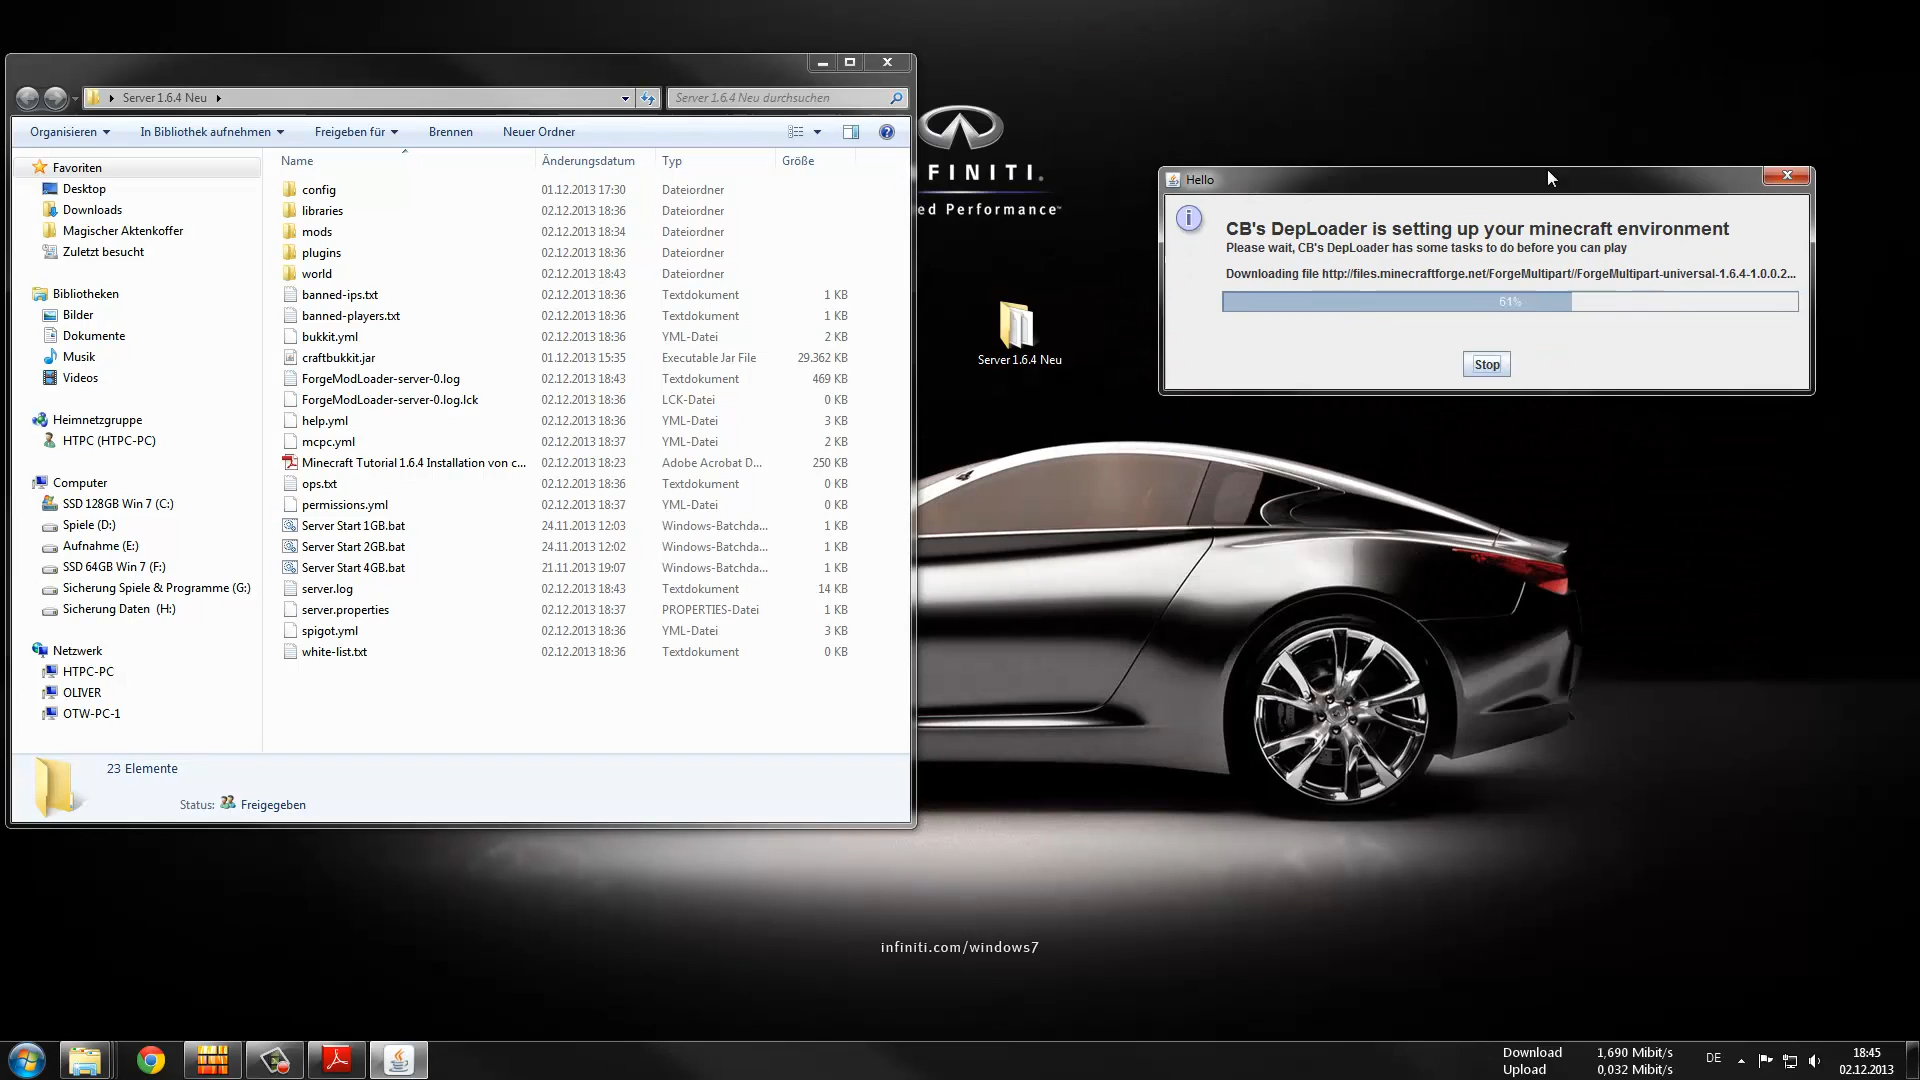 Server 1.6.4 Neu
Server 1.6.4 Neu durchsuchen
Organisieren
In Bibliothek aufnehmen
Freigeben für
Brennen
Neuer Ordner
Favoriten
Desktop
Downloads
Magischer Aktenkoffer
Zuletzt besucht
Bibliotheken
Bilder
Dokumente
Musik
Videos
Heimnetzgruppe
HTPC (HTPC-PC)
Computer
SSD 128GB Win 7 (C:)
Spiele (D:)
Aufnahme (E:)
SSD 64GB Win 7 (F:)
Sicherung Spiele & Programme (G:)
Sicherung Daten (H:)
Netzwerk
HTPC-PC
OLIVER
OTW-PC-1
Name Änderungsdatum Typ Größe
config 01.12.2013 17:30 Dateiordner
libraries 02.12.2013 18:36 Dateiordner
mods 02.12.2013 18:34 Dateiordner
plugins 02.12.2013 18:36 Dateiordner
world 02.12.2013 18:43 Dateiordner
banned-ips.txt 02.12.2013 18:36 Textdokument 1 KB
banned-players.txt 02.12.2013 18:36 Textdokument 1 KB
bukkit.yml 02.12.2013 18:36 YML-Datei 2 KB
craftbukkit.jar 01.12.2013 15:35 Executable Jar File 29.362 KB
ForgeModLoader-server-0.log 02.12.2013 18:43 Textdokument 469 KB
ForgeModLoader-server-0.log.lck 02.12.2013 18:36 LCK-Datei 0 KB
help.yml 02.12.2013 18:36 YML-Datei 3 KB
mcpc.yml 02.12.2013 18:37 YML-Datei 2 KB
Minecraft Tutorial 1.6.4 Installation von c... 02.12.2013 18:23 Adobe Acrobat D... 250 KB
ops.txt 02.12.2013 18:36 Textdokument 0 KB
permissions.yml 02.12.2013 18:37 YML-Datei 0 KB
Server Start 1GB.bat 24.11.2013 12:03 Windows-Batchda... 1 KB
Server Start 2GB.bat 24.11.2013 12:02 Windows-Batchda... 1 KB
Server Start 4GB.bat 21.11.2013 19:07 Windows-Batchda... 1 KB
server.log 02.12.2013 18:43 Textdokument 14 KB
server.properties 02.12.2013 18:37 PROPERTIES-Datei 1 KB
spigot.yml 02.12.2013 18:36 YML-Datei 3 KB
white-list.txt 02.12.2013 18:36 Textdokument 0 KB
23 Elemente
Status: Freigegeben
FINITI.
ed Performance™
Server 1.6.4 Neu
Hello
CB's DepLoader is setting up your minecraft environment
Please wait, CB's DepLoader has some tasks to do before you can play
Downloading file http://files.minecraftforge.net/ForgeMultipart//ForgeMultipart-universal-1.6.4-1.0.0.2...
61%
Stop
infiniti.com/windows7
Download 1,690 Mibit/s
Upload 0,032 Mibit/s
DE
18:45
02.12.2013